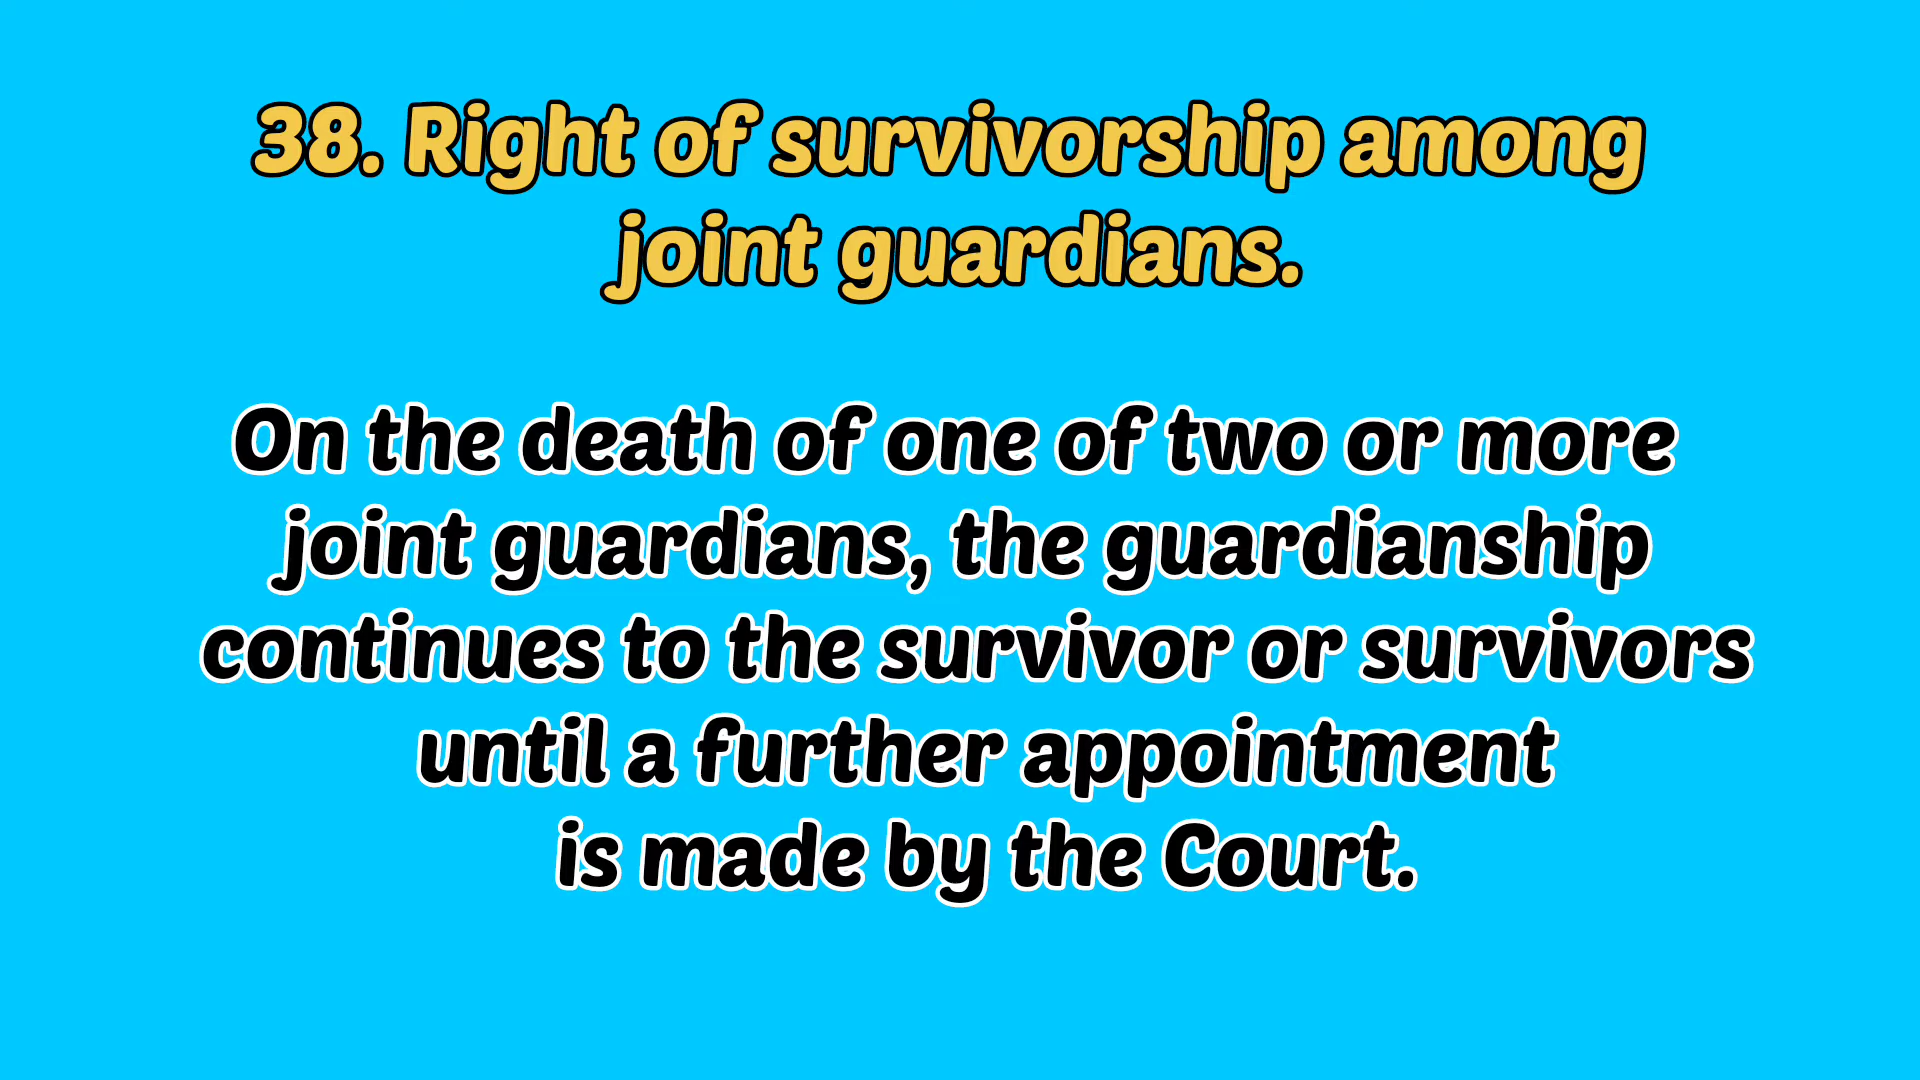 38. Right of survivorship among
joint guardians.
On the death of one of two or more
joint guardians, the guardianship
continues to the survivor or survivors
until a further appointment
is made by the Court.